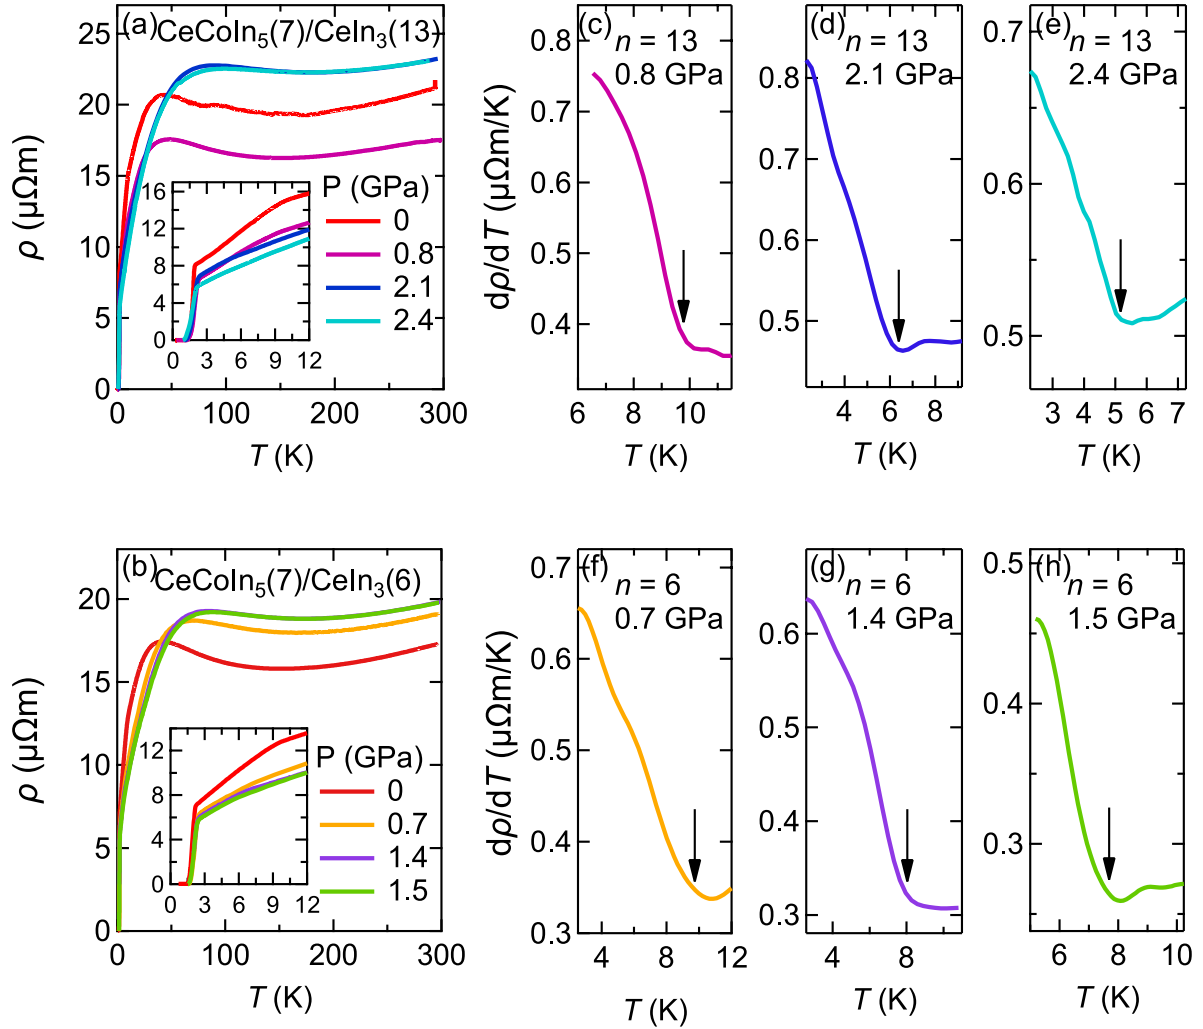 (a) CeCoIn₅(7)/CeIn₃(13)
25
20
15
10
5
0
ρ (μΩm)
0 100 200 300
T (K)
16
12
8
4
0
0 3 6 9 12
P (GPa)
0
0.8
2.1
2.4
(c) n = 13
0.8 GPa
0.8
0.7
0.6
0.5
0.4
dρ/dT (μΩm/K)
6 8 10
T (K)
(d) n = 13
2.1 GPa
0.8
0.7
0.6
0.5
4 6 8
T (K)
(e) n = 13
2.4 GPa
0.7
0.6
0.5
3 4 5 6 7
T (K)
(b) CeCoIn₅(7)/CeIn₃(6)
20
15
10
5
0
ρ (μΩm)
0 100 200 300
T (K)
12
8
4
0
0 3 6 9 12
P (GPa)
0
0.7
1.4
1.5
(f) n = 6
0.7 GPa
0.7
0.6
0.5
0.4
0.3
dρ/dT (μΩm/K)
4 8 12
T (K)
(g) n = 6
1.4 GPa
0.6
0.5
0.4
0.3
4 8
T (K)
(h) n = 6
1.5 GPa
0.5
0.4
0.3
6 8 10
T (K)